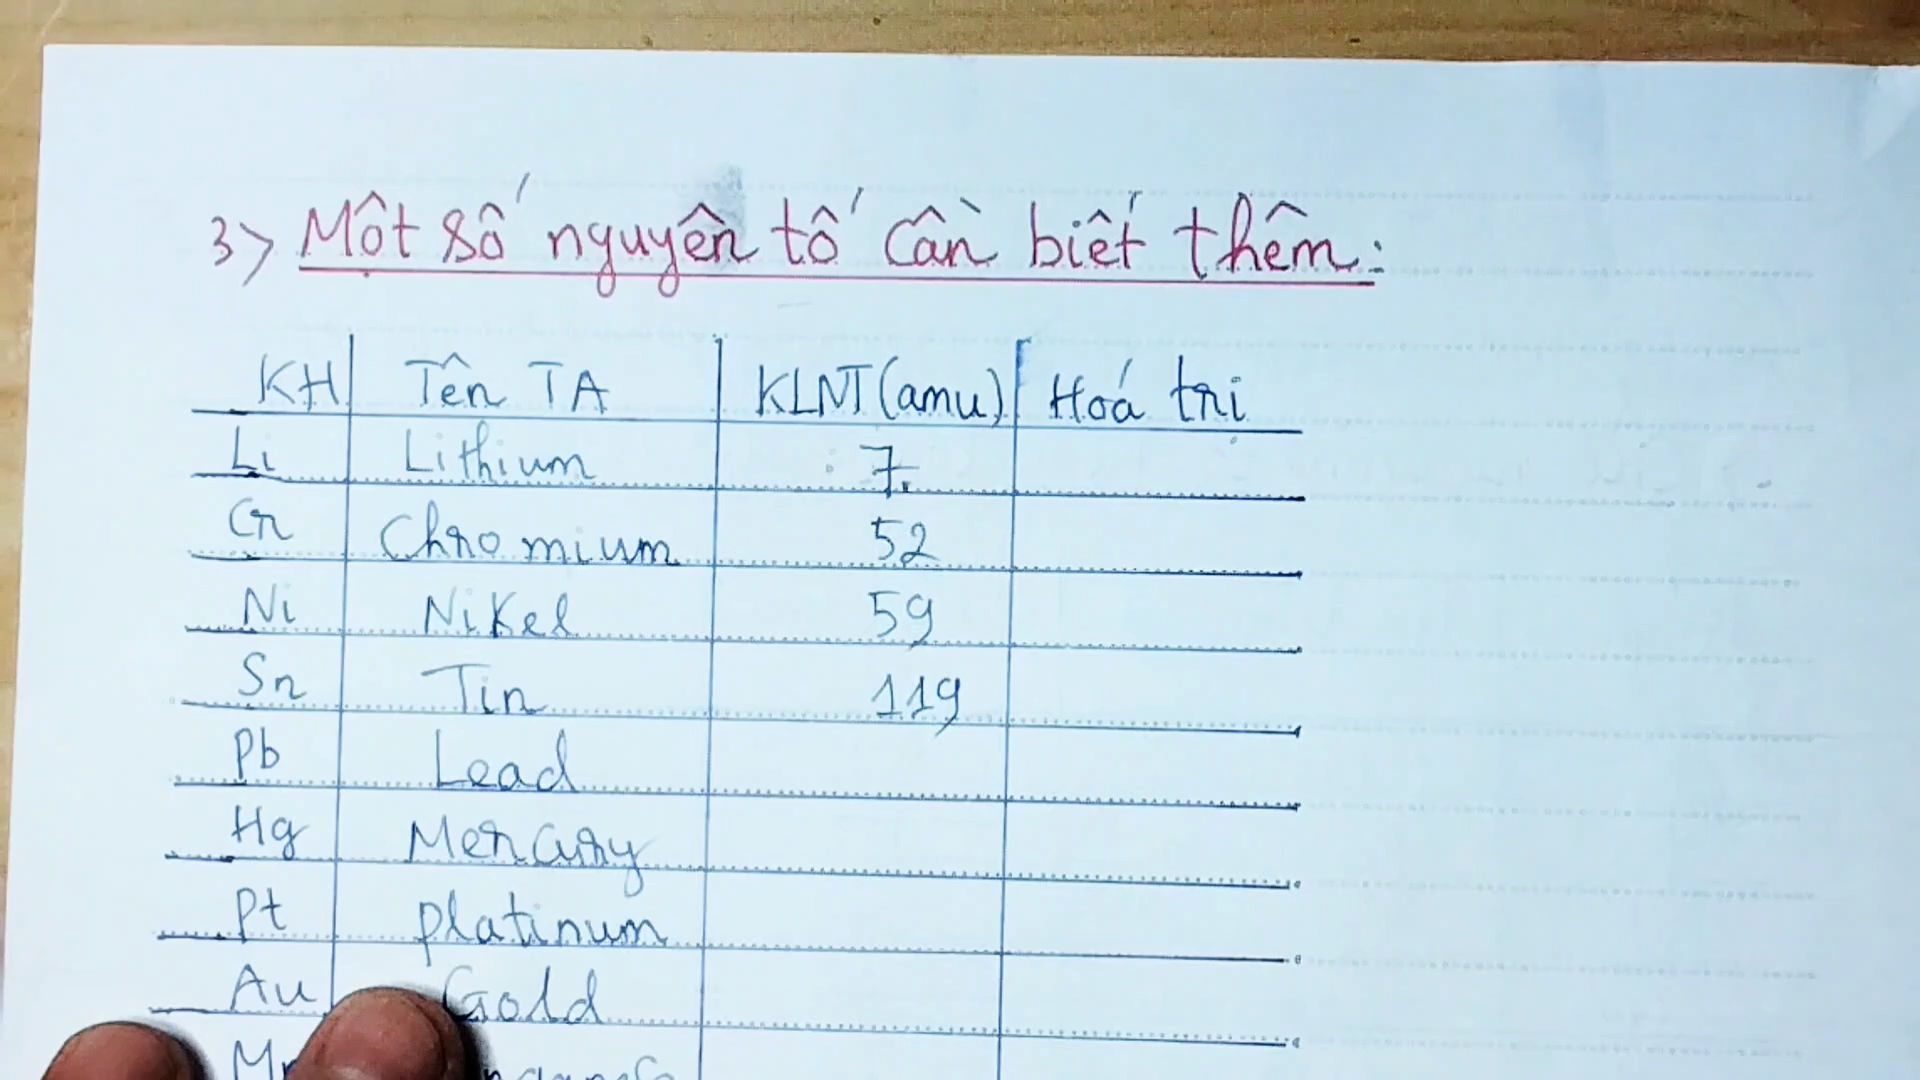 3> Một số nguyên tố cần biết thêm:
KH Tên TA KLNT(amu) Hoá trị
Li Lithium 7
Cr Chromium 52
Ni Nikel 59
Sn Tin 119
Pb Lead
Hg Mercury
Pt Platinum
Au Gold